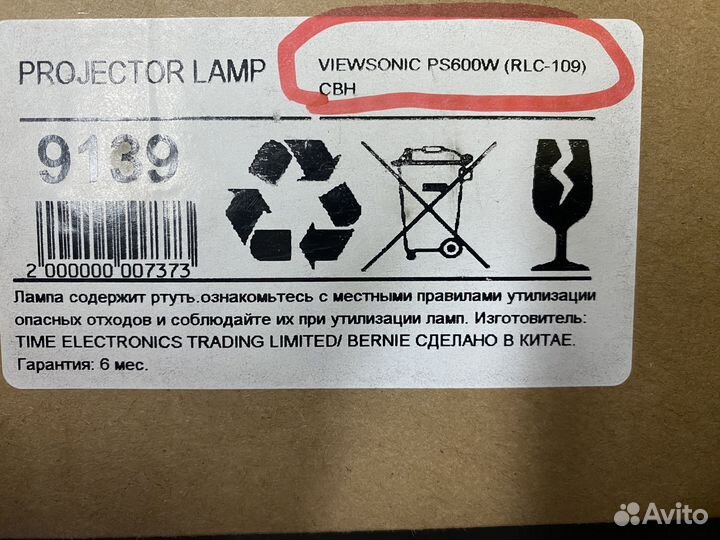 PROJECTOR LAMP
VIEWSONIC PS600W (RLC-109)
CBH
9139
2 000000 007373
Лампа содержит ртуть.ознакомьтесь с местными правилами утилизации
опасных отходов и соблюдайте их при утилизации ламп. Изготовитель:
TIME ELECTRONICS TRADING LIMITED/ BERNIE СДЕЛАНО В КИТАЕ.
Гарантия: 6 мес.
Avito